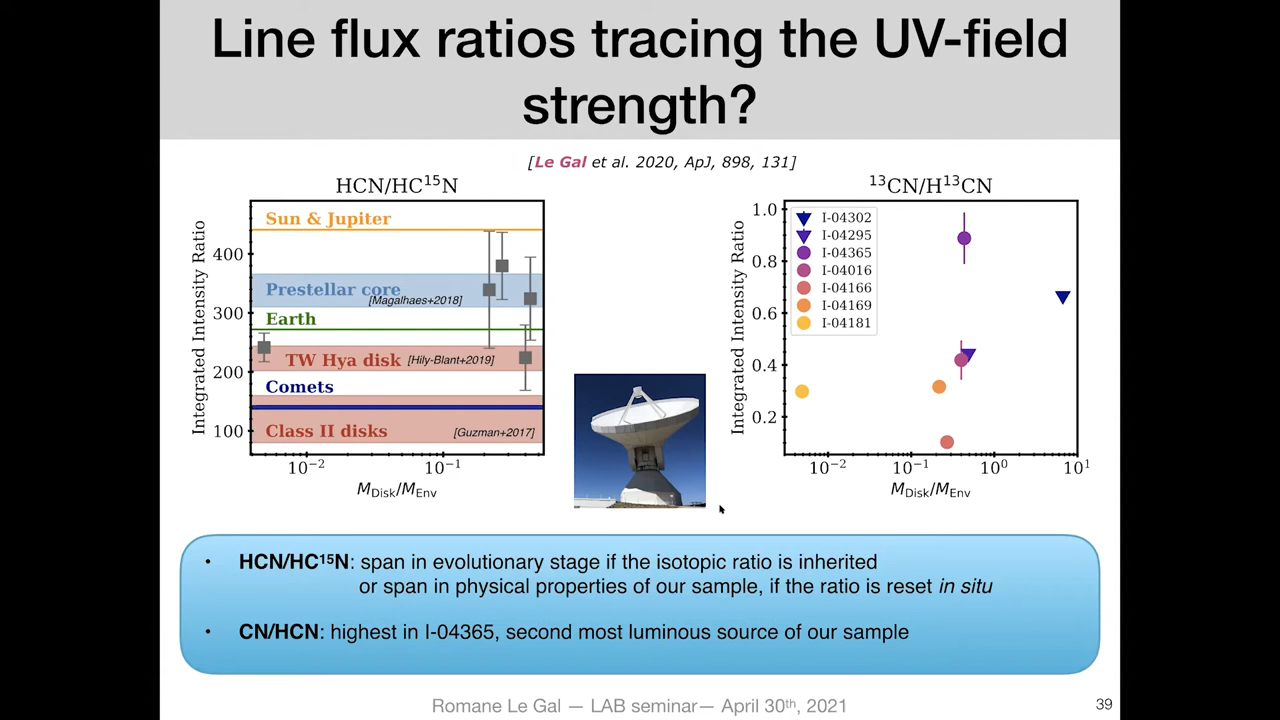 Line flux ratios tracing the UV-field
strength?
[Le Gal et al. 2020, ApJ, 898, 131]
HCN/HC¹⁵N
Integrated Intensity Ratio
400
300
200
100
Sun & Jupiter
Prestellar core
[Magalhaes+2018]
Earth
TW Hya disk [Hily-Blant+2019]
Comets
Class II disks [Guzman+2017]
10⁻² 10⁻¹
M_Disk/M_Env
¹³CN/H¹³CN
Integrated Intensity Ratio
1.0
0.8
0.6
0.4
0.2
I-04302
I-04295
I-04365
I-04016
I-04166
I-04169
I-04181
10⁻² 10⁻¹ 10⁰ 10¹
M_Disk/M_Env
• HCN/HC¹⁵N: span in evolutionary stage if the isotopic ratio is inherited
or span in physical properties of our sample, if the ratio is reset in situ
• CN/HCN: highest in I-04365, second most luminous source of our sample
Romane Le Gal — LAB seminar— April 30th, 2021
39